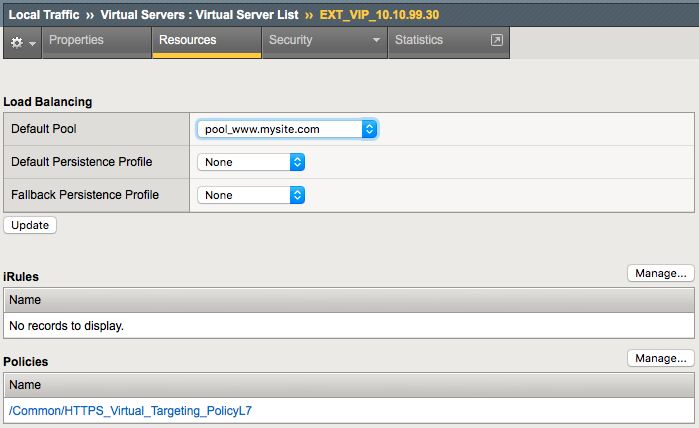 Local Traffic ›› Virtual Servers : Virtual Server List ›› EXT_VIP_10.10.99.30
Properties Resources Security Statistics
Load Balancing
Default Pool pool_www.mysite.com
Default Persistence Profile None
Fallback Persistence Profile None
Update
iRules Manage...
Name
No records to display.
Policies Manage...
Name
/Common/HTTPS_Virtual_Targeting_PolicyL7